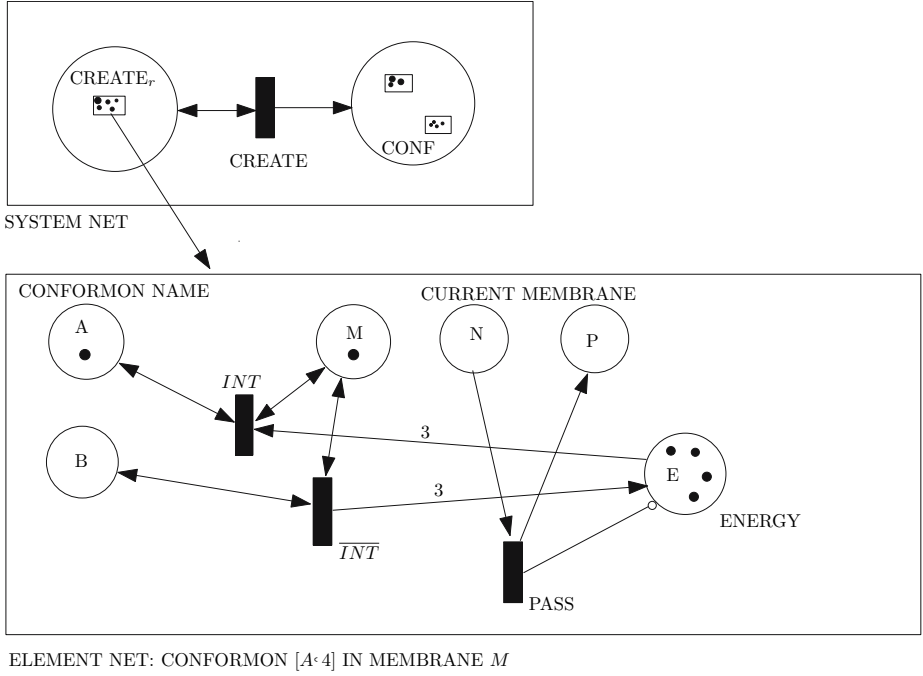 CREATEr
CREATE
CONF
SYSTEM NET
CONFORMON NAME
CURRENT MEMBRANE
A
M
N
P
INT
3
B
E
3
ENERGY
INT
PASS
ELEMENT NET: CONFORMON [A‹4] IN MEMBRANE M